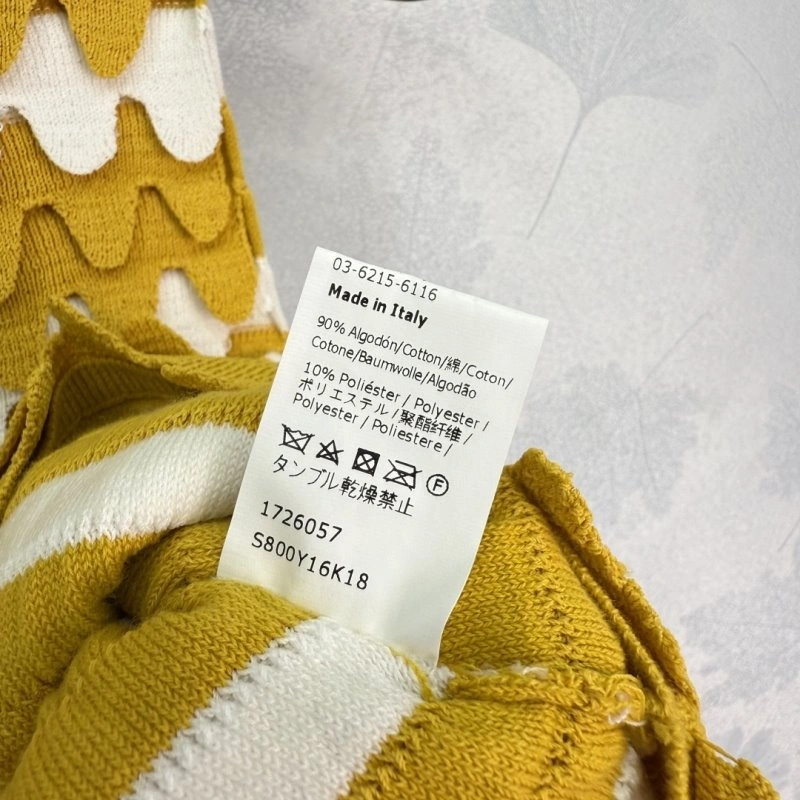 03-6215-6116
Made in Italy
90% Algodón/Cotton/綿/Coton/
Cotone/Baumwolle/Algodão
10% Poliéster / Polyester /
ポリエステル / 聚酯纤维 /
Polyester / Poliestere /
F
タンブル乾燥禁止
1726057
S800Y16K18